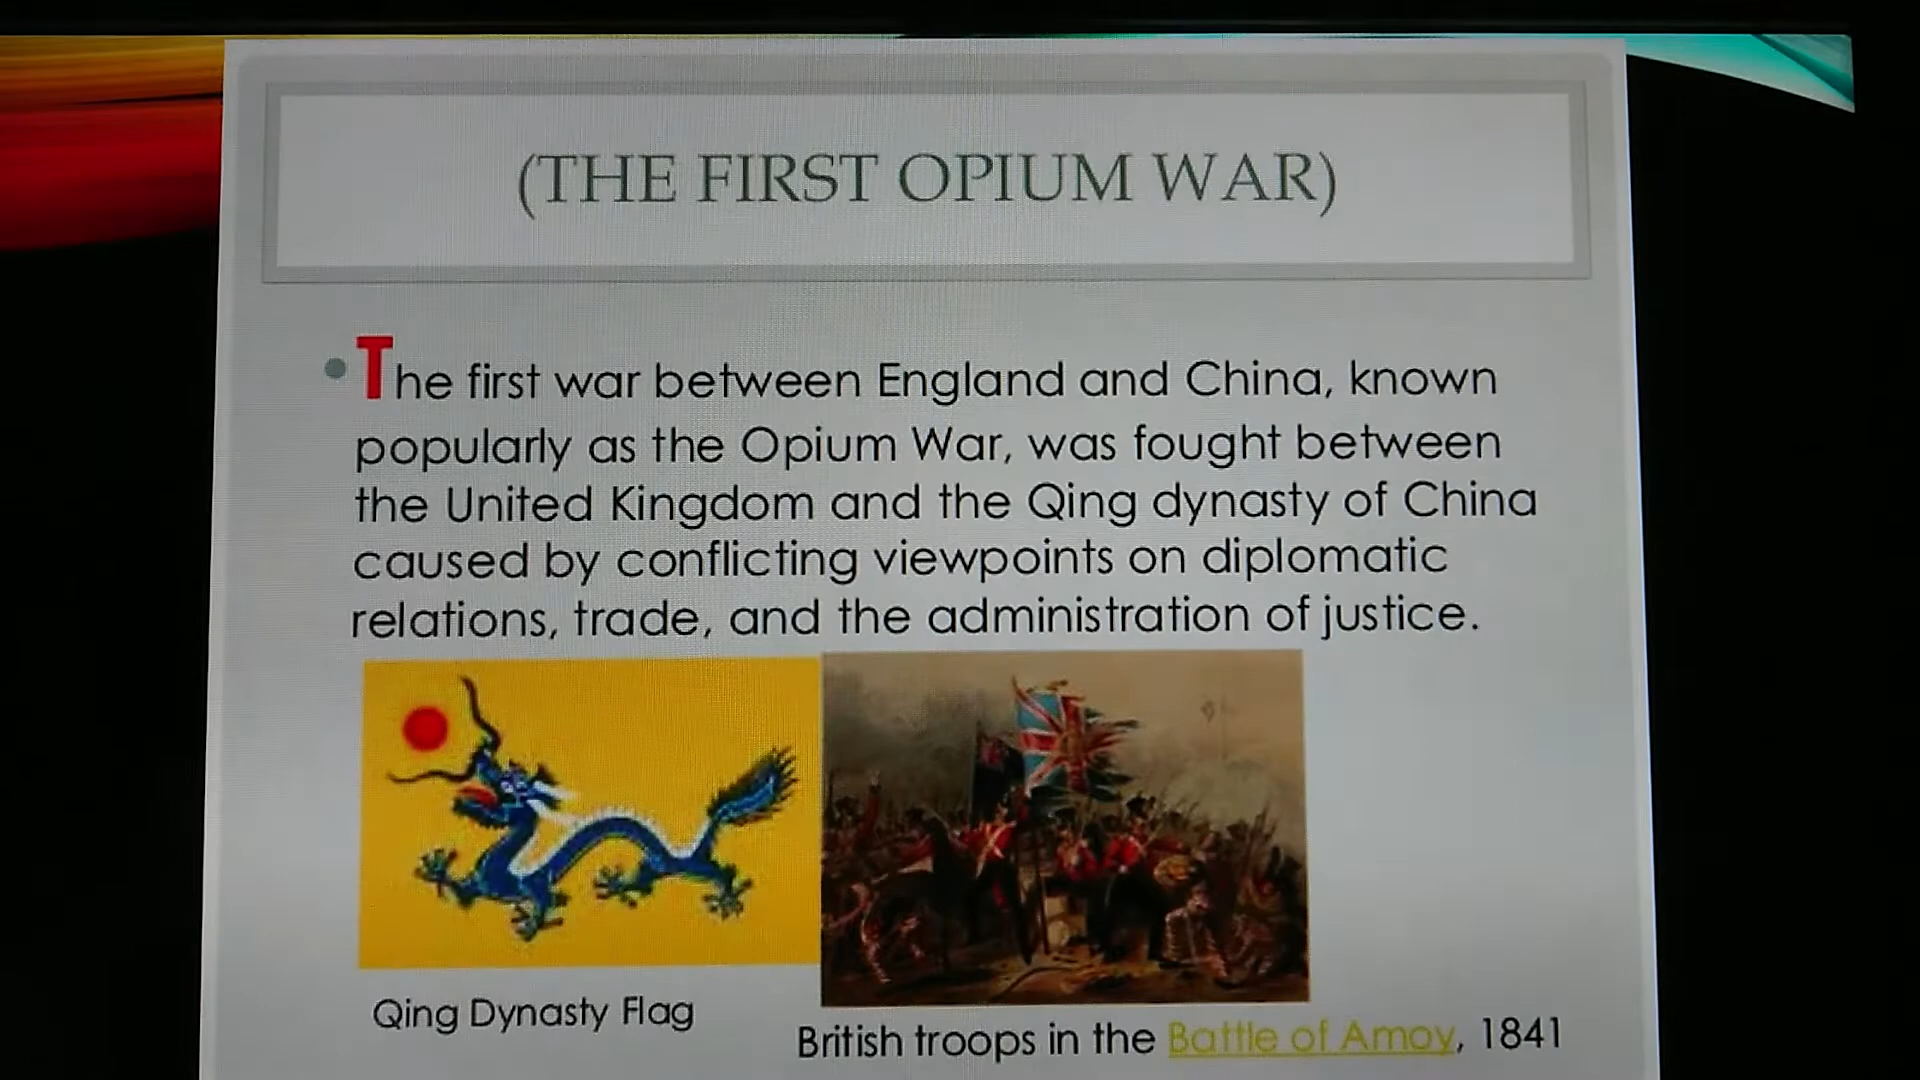 (THE FIRST OPIUM WAR)
The first war between England and China, known
popularly as the Opium War, was fought between
the United Kingdom and the Qing dynasty of China
caused by conflicting viewpoints on diplomatic
relations, trade, and the administration of justice.
Qing Dynasty Flag
British troops in the Battle of Amoy, 1841